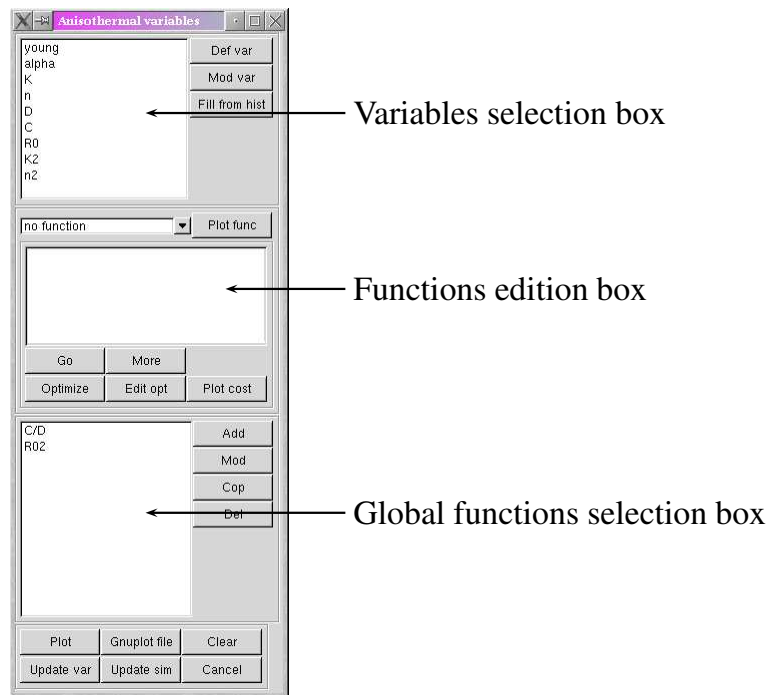 Anisothermal variables
young
alpha
K
n
D
C
R0
K2
n2
Def var
Mod var
Fill from hist
Variables selection box
no function
Plot func
Functions edition box
Go More
Optimize Edit opt Plot cost
C/D
R02
Add
Mod
Cop
Del
Global functions selection box
Plot Gnuplot file Clear
Update var Update sim Cancel